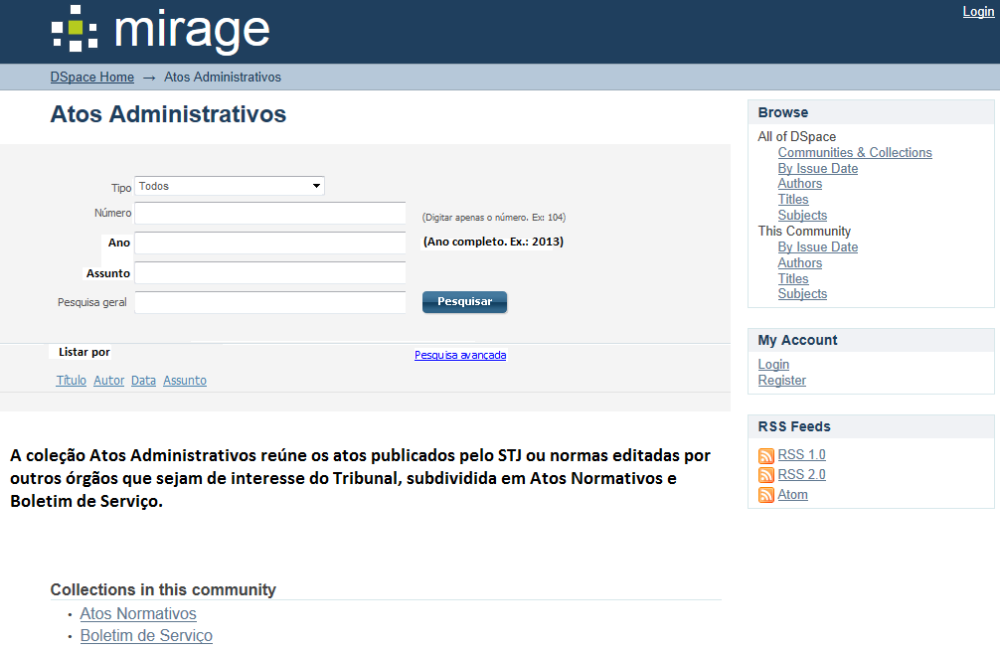 mirage
Login
DSpace Home → Atos Administrativos
Atos Administrativos
Tipo Todos
Número (Digitar apenas o número. Ex: 104)
Ano (Ano completo. Ex.: 2013)
Assunto
Pesquisa geral Pesquisar
Listar por Pesquisa avançada
Título Autor Data Assunto
A coleção Atos Administrativos reúne os atos publicados pelo STJ ou normas editadas por
outros órgãos que sejam de interesse do Tribunal, subdividida em Atos Normativos e
Boletim de Serviço.
Collections in this community
• Atos Normativos
• Boletim de Serviço
Browse
All of DSpace
Communities & Collections
By Issue Date
Authors
Titles
Subjects
This Community
By Issue Date
Authors
Titles
Subjects
My Account
Login
Register
RSS Feeds
RSS 1.0
RSS 2.0
Atom